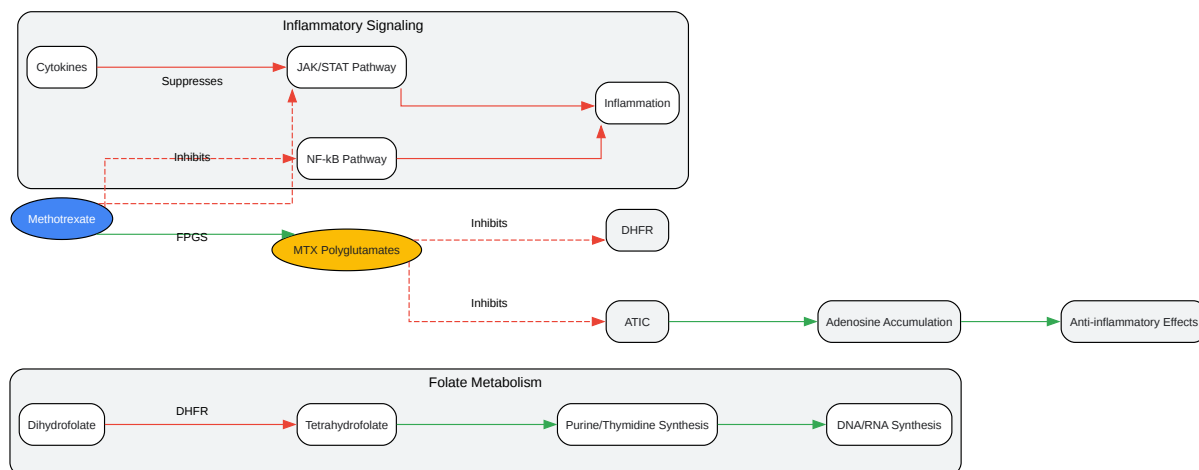 Inflammatory Signaling
Cytokines
Suppresses
JAK/STAT Pathway
Inflammation
Inhibits
NF-kB Pathway
Methotrexate
FPGS
MTX Polyglutamates
Inhibits
DHFR
Inhibits
ATIC
Adenosine Accumulation
Anti-inflammatory Effects
Folate Metabolism
Dihydrofolate
DHFR
Tetrahydrofolate
Purine/Thymidine Synthesis
DNA/RNA Synthesis